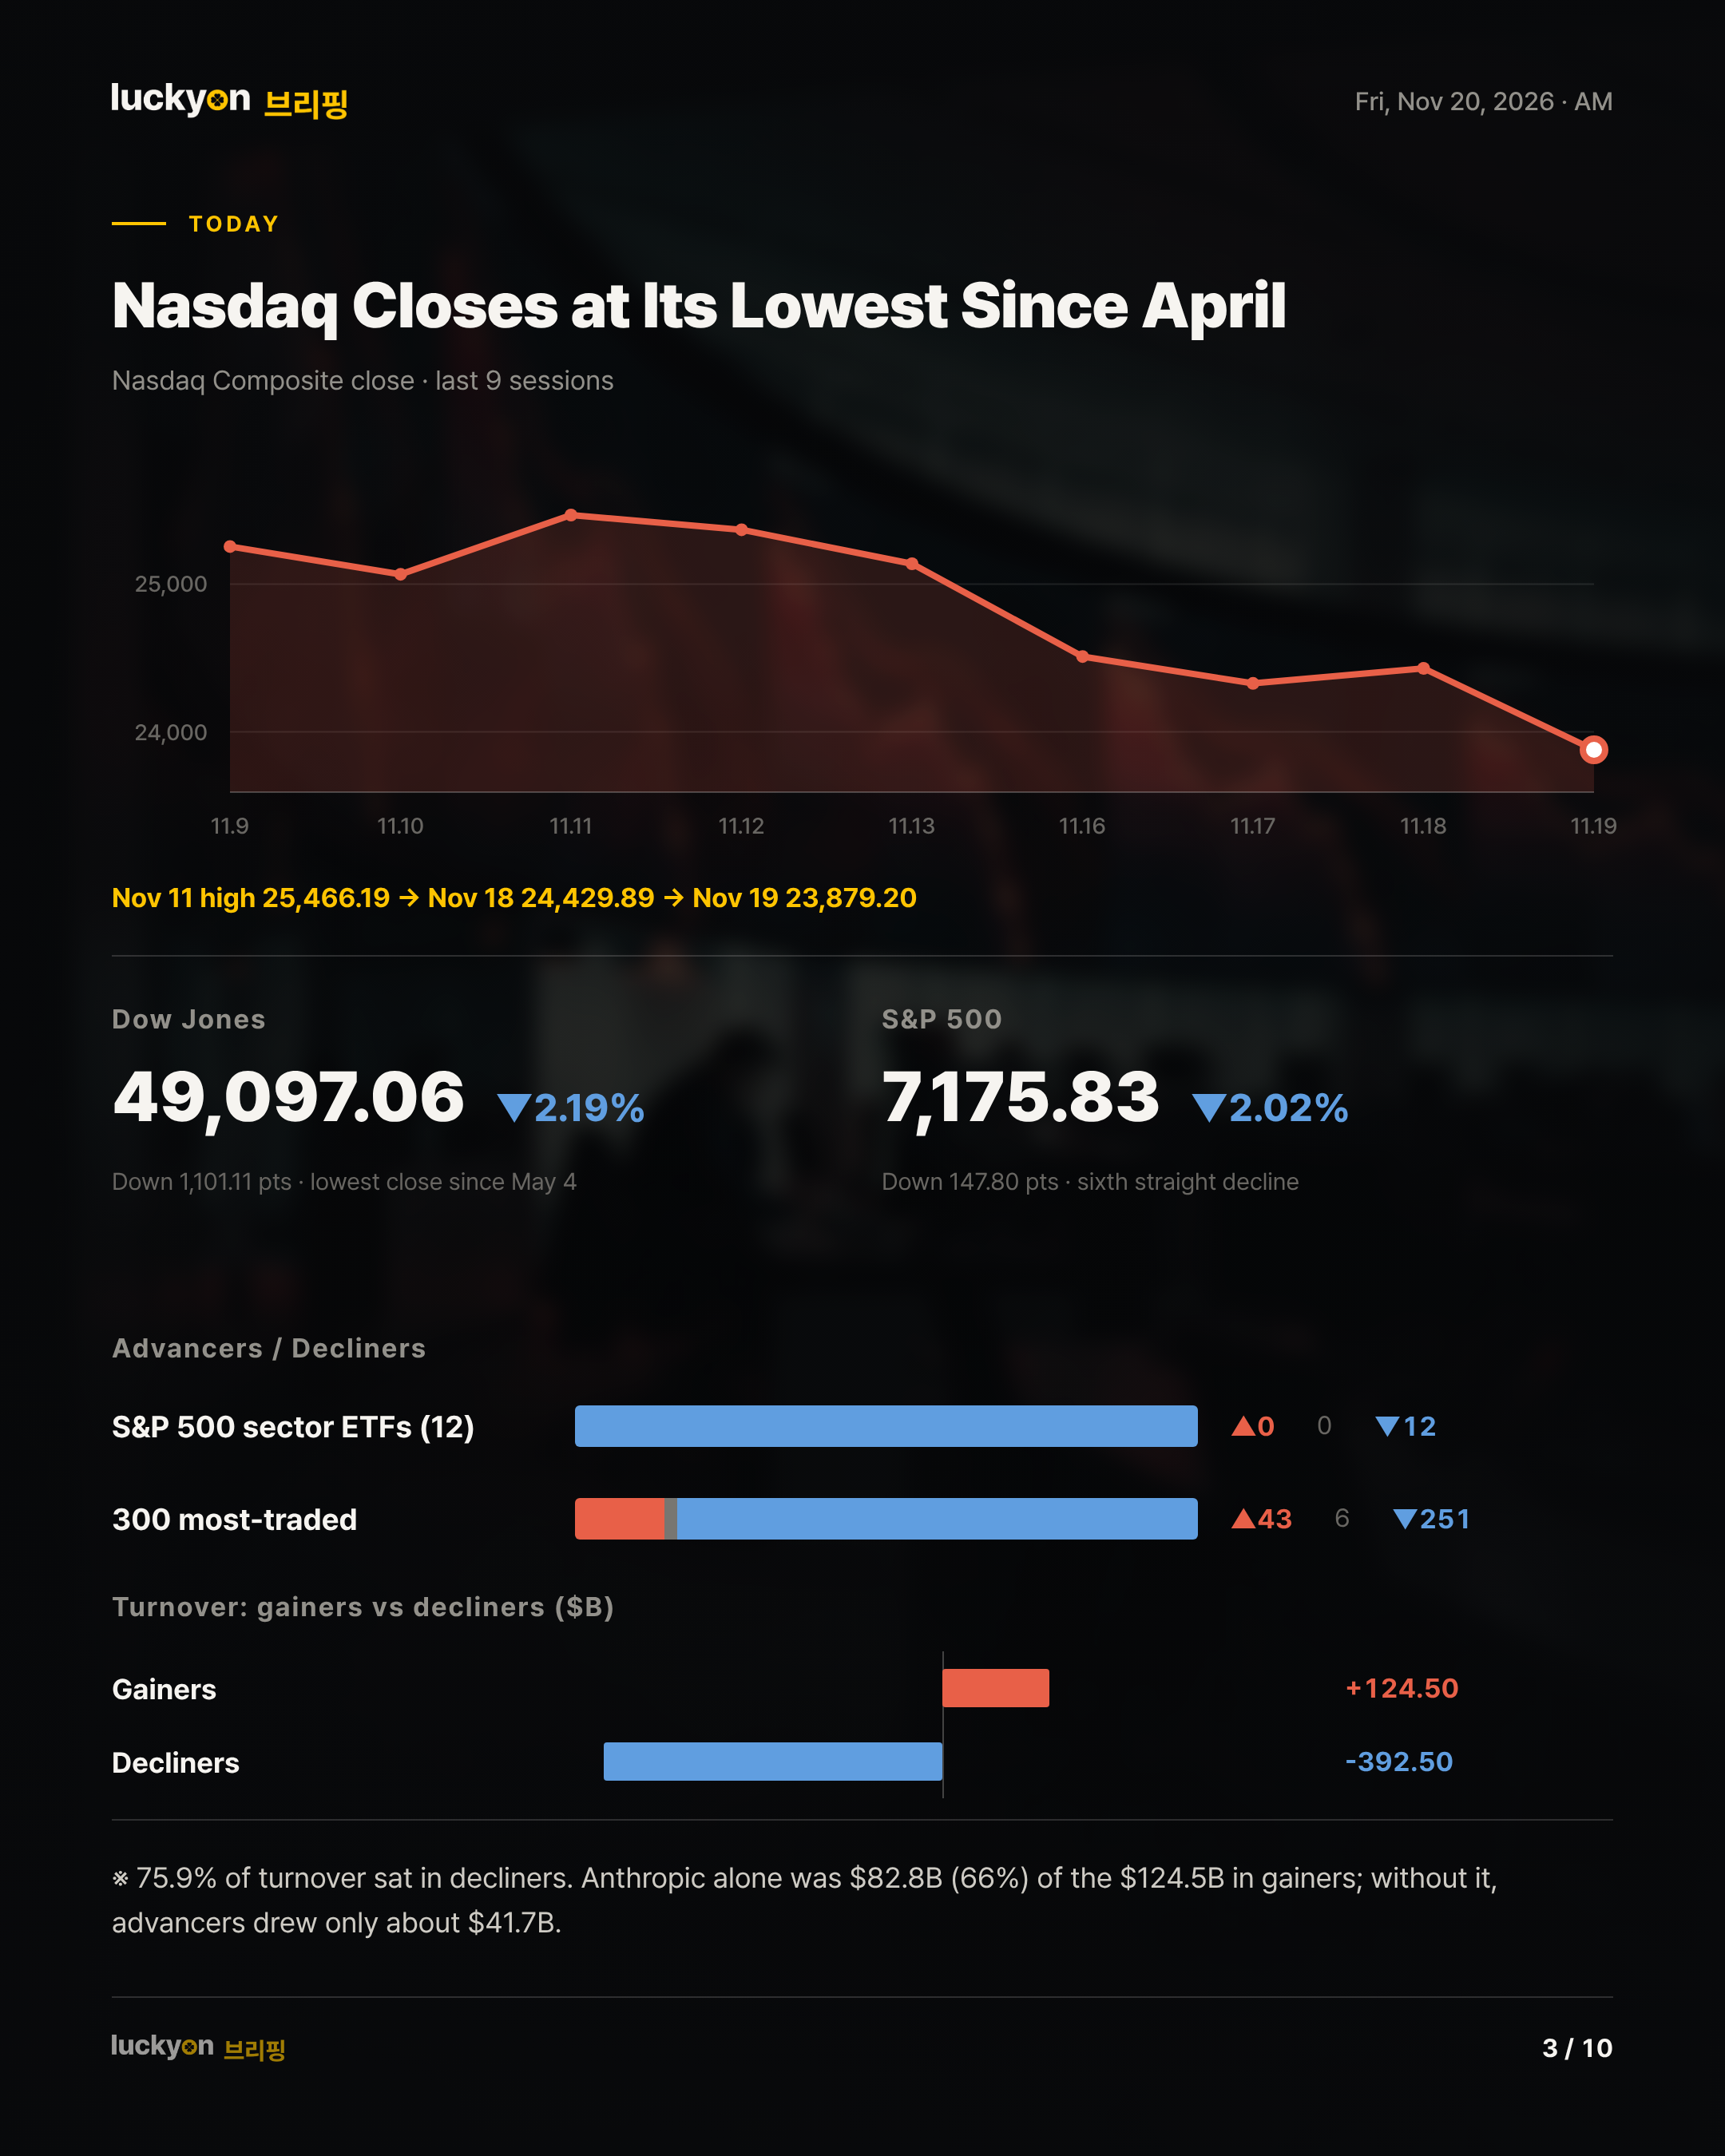 luckyon 브리핑
Fri, Nov 20, 2026 · AM
TODAY
Nasdaq Closes at Its Lowest Since April
Nasdaq Composite close · last 9 sessions
25,000
24,000
11.9 11.10 11.11 11.12 11.13 11.16 11.17 11.18 11.19
Nov 11 high 25,466.19 → Nov 18 24,429.89 → Nov 19 23,879.20
Dow Jones
49,097.06 ▼2.19%
Down 1,101.11 pts · lowest close since May 4
S&P 500
7,175.83 ▼2.02%
Down 147.80 pts · sixth straight decline
Advancers / Decliners
S&P 500 sector ETFs (12) ▲0 0 ▼12
300 most-traded ▲43 6 ▼251
Turnover: gainers vs decliners ($B)
Gainers +124.50
Decliners -392.50
※ 75.9% of turnover sat in decliners. Anthropic alone was $82.8B (66%) of the $124.5B in gainers; without it,
advancers drew only about $41.7B.
luckyon 브리핑
3 / 10